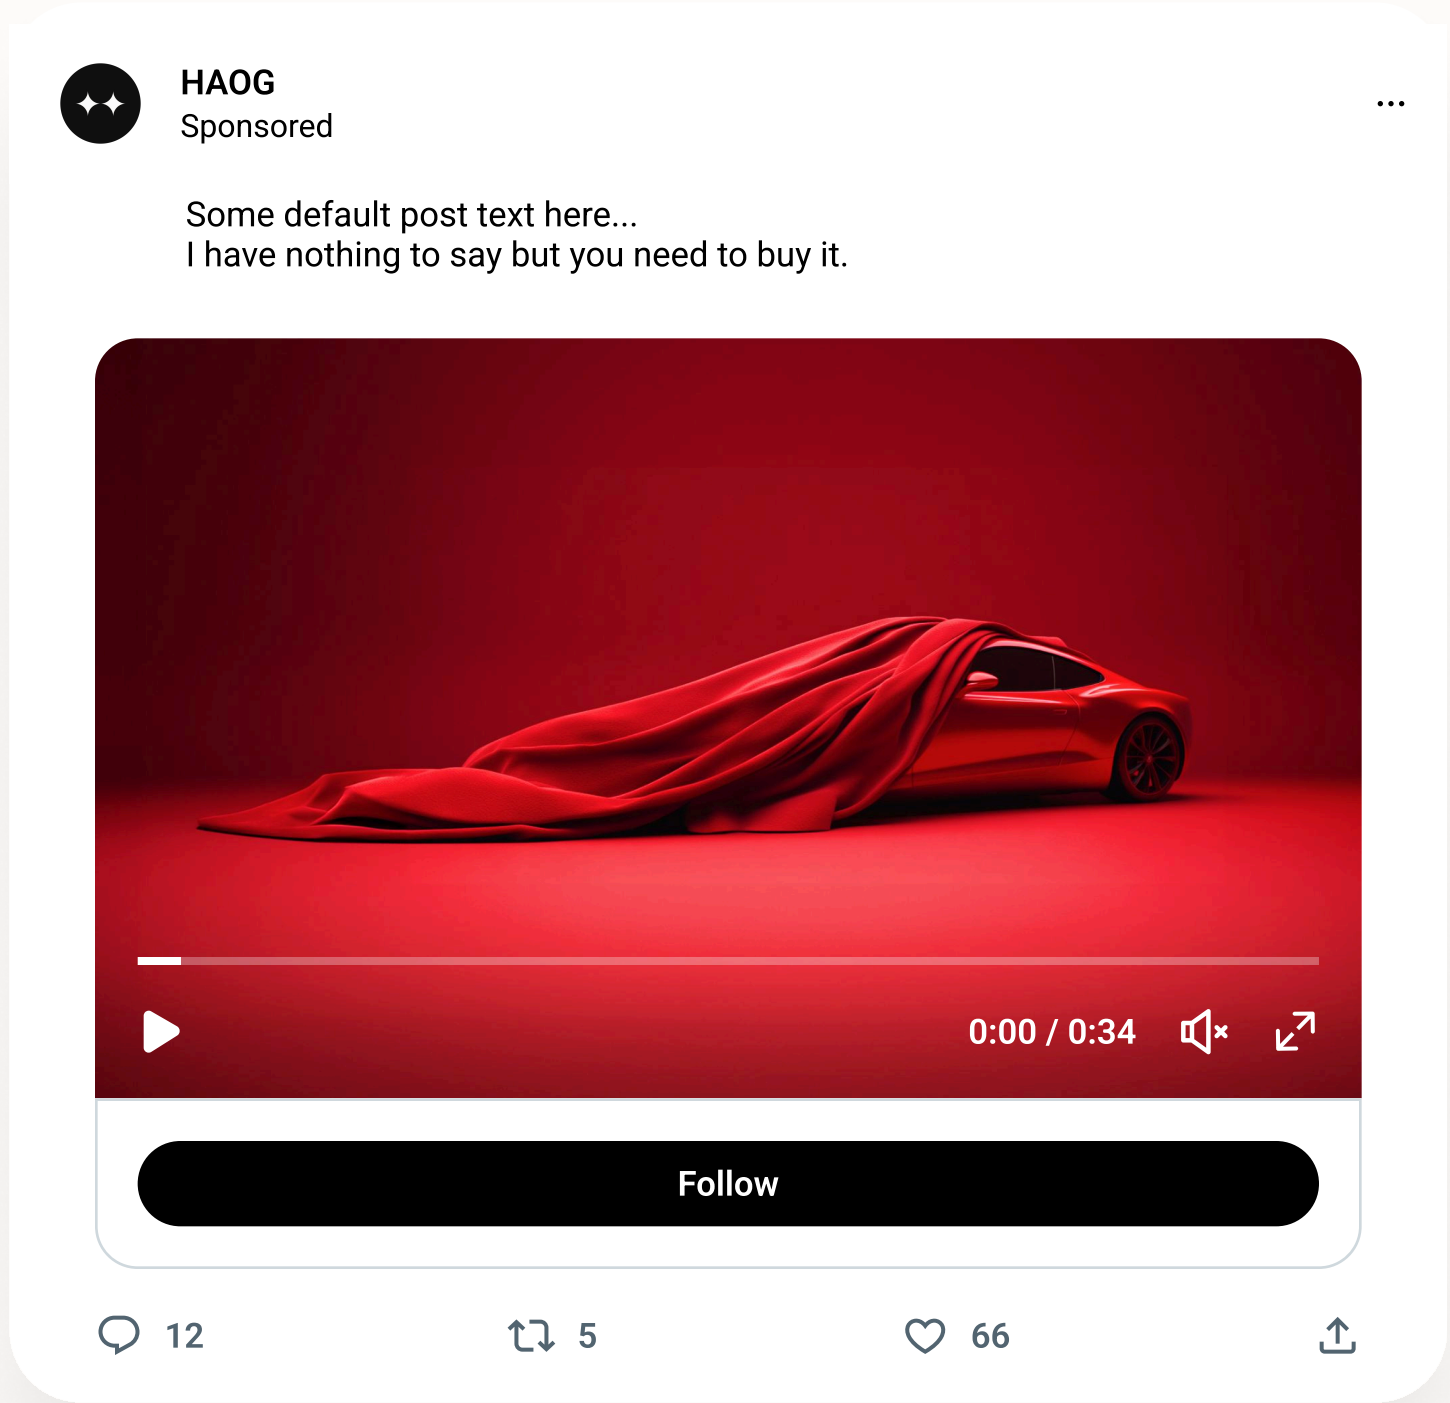 HAOG
Sponsored
Some default post text here...
I have nothing to say but you need to buy it.
0:00 / 0:34
Follow
12
5
66